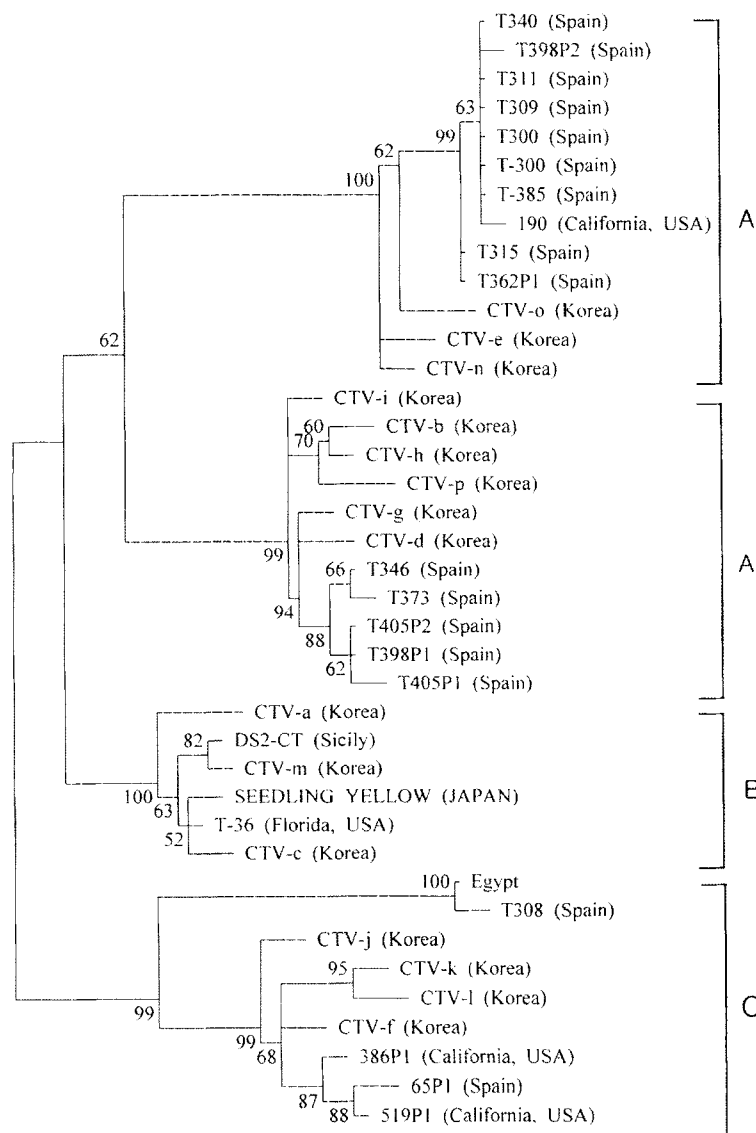 T340 (Spain)
T398P2 (Spain)
T311 (Spain)
63
T309 (Spain)
99
T300 (Spain)
62
T-300 (Spain)
100
T-385 (Spain)
190 (California, USA)
A
T315 (Spain)
T362P1 (Spain)
CTV-o (Korea)
62
CTV-e (Korea)
CTV-n (Korea)
CTV-i (Korea)
60
CTV-b (Korea)
70
CTV-h (Korea)
CTV-p (Korea)
CTV-g (Korea)
99
CTV-d (Korea)
A
66
T346 (Spain)
94
T373 (Spain)
88
T405P2 (Spain)
62
T398P1 (Spain)
T405P1 (Spain)
CTV-a (Korea)
82
DS2-CT (Sicily)
CTV-m (Korea)
100
SEEDLING YELLOW (JAPAN)
B
63
T-36 (Florida, USA)
52
CTV-c (Korea)
100
Egypt
T308 (Spain)
CTV-j (Korea)
95
CTV-k (Korea)
CTV-l (Korea)
C
99
CTV-f (Korea)
99
68
386P1 (California, USA)
87
65P1 (Spain)
88
519P1 (California, USA)